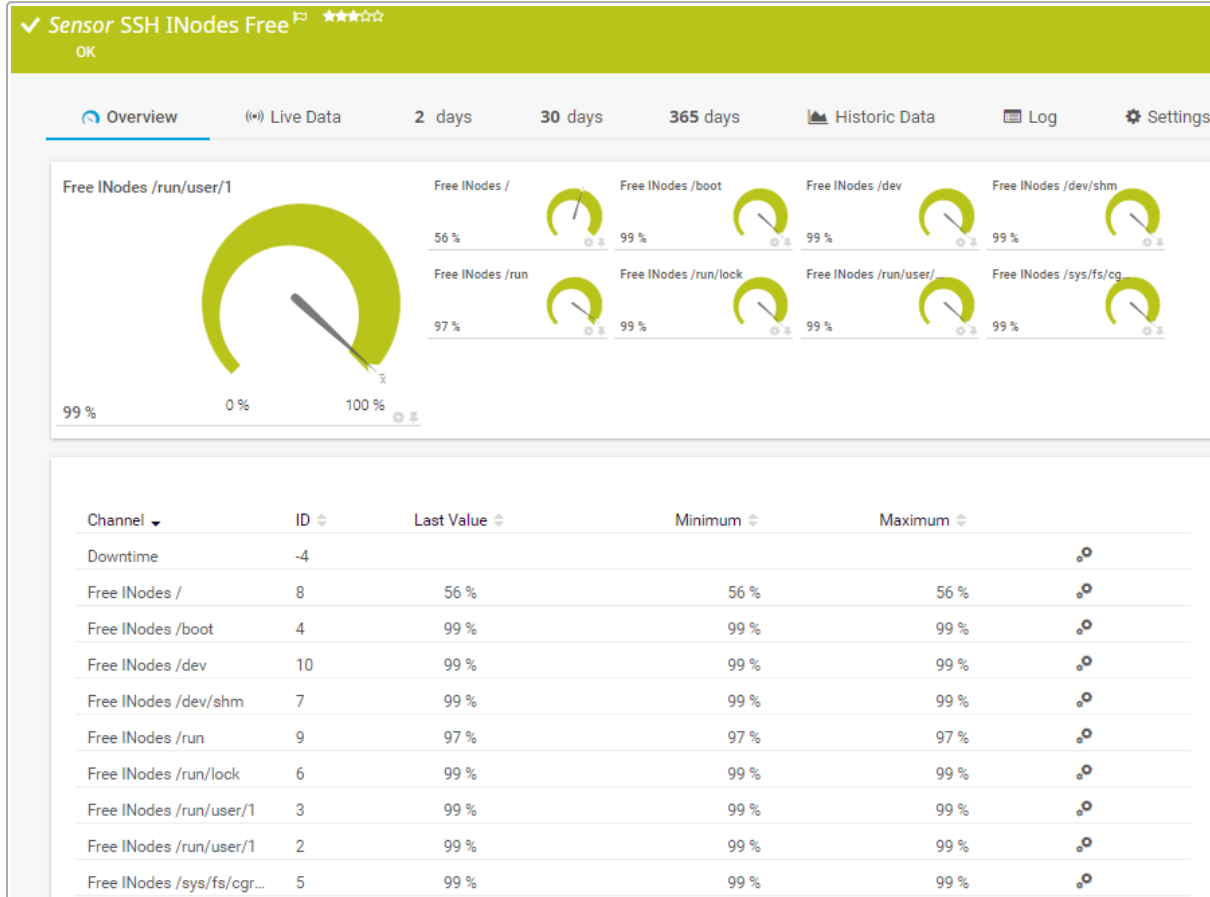 Sensor SSH INodes Free
OK
Overview Live Data 2 days 30 days 365 days Historic Data Log Settings
Free INodes /run/user/1
99 %
0 % 100 %
x̄
Free INodes /
56 %
Free INodes /boot
99 %
Free INodes /dev
99 %
Free INodes /dev/shm
99 %
Free INodes /run
97 %
Free INodes /run/lock
99 %
Free INodes /run/user/...
99 %
Free INodes /sys/fs/cg...
99 %
Channel ID Last Value Minimum Maximum
Downtime -4
Free INodes / 8 56 % 56 % 56 %
Free INodes /boot 4 99 % 99 % 99 %
Free INodes /dev 10 99 % 99 % 99 %
Free INodes /dev/shm 7 99 % 99 % 99 %
Free INodes /run 9 97 % 97 % 97 %
Free INodes /run/lock 6 99 % 99 % 99 %
Free INodes /run/user/1 3 99 % 99 % 99 %
Free INodes /run/user/1 2 99 % 99 % 99 %
Free INodes /sys/fs/cgr... 5 99 % 99 % 99 %